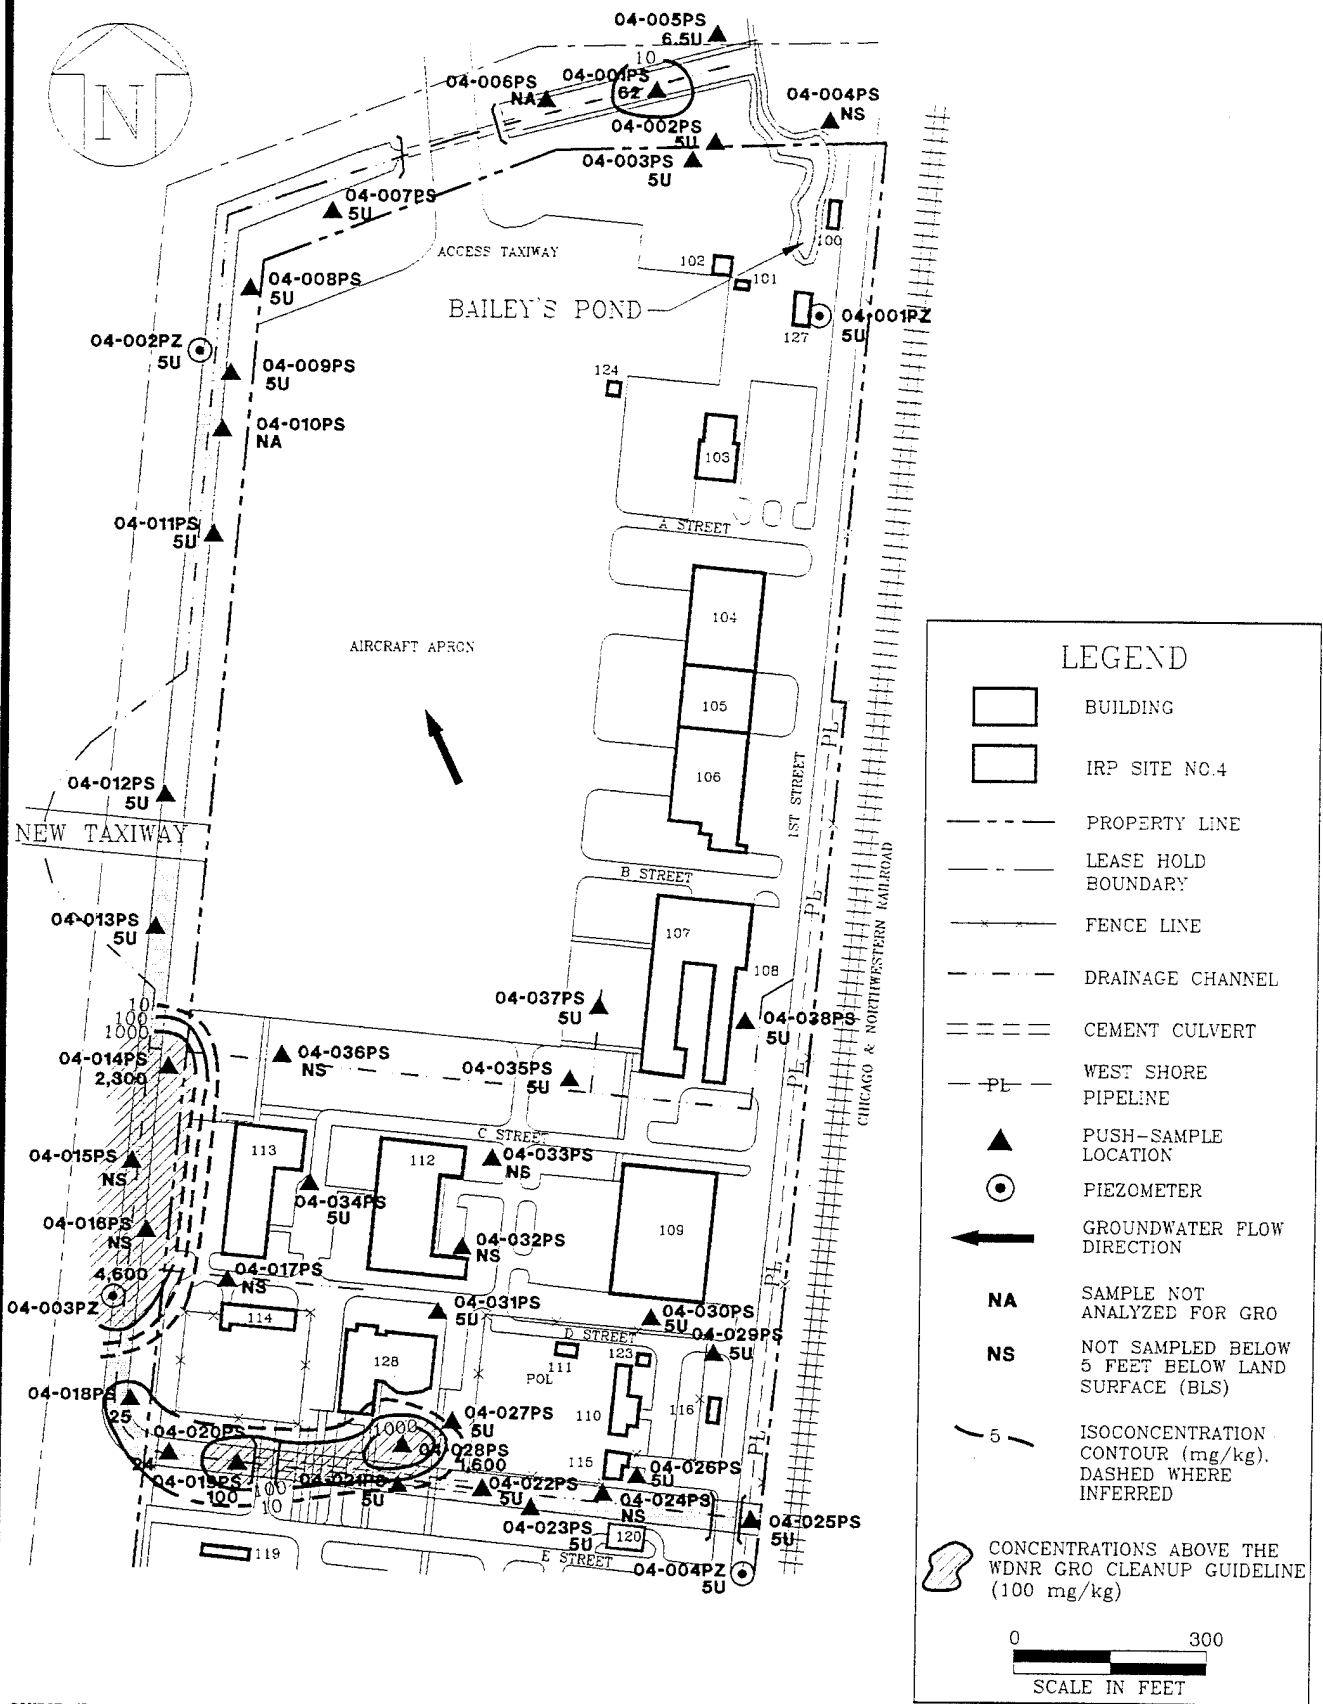 04-005PS
6.5U
10
04-006PS
NA
04-001PS
62
04-004PS
NS
04-002PS
5U
04-003PS
5U
N
04-007PS
5U
ACCESS TAXIWAY
100
102
101
04-008PS
5U
BAILEY'S POND
04-001PZ
5U
127
04-002PZ
5U
04-009PS
5U
124
04-010PS
NA
103
04-011PS
5U
A STREET
104
AIRCRAFT APRON
105
PL
106
1ST STREET
04-012PS
5U
NEW TAXIWAY
B STREET
CHICAGO & NORTHWESTERN RAILROAD
PL
04-013PS
5U
107
108
10
100
1000
04-037PS
5U
04-038PS
5U
04-014PS
2,300
04-036PS
NS
04-035PS
5U
PL
C STREET
113
112
04-033PS
NS
04-015PS
NS
04-034PS
5U
109
04-016PS
NS
04-032PS
NS
4,600
04-003PZ
04-017PS
NS
PL
114
04-031PS
5U
04-030PS
5U
D STREET
04-029PS
5U
128
111
123
POL
04-018PS
25
110
116
04-027PS
5U
1000
04-028PS
1,600
04-020PS
24
04-019PS
100
100
10
04-021PS
5U
04-022PS
5U
115
04-026PS
5U
PL
04-024PS
NS
04-023PS
5U
120
04-025PS
5U
119
E STREET
04-004PZ
5U
LEGEND
BUILDING
IRP SITE NO.4
PROPERTY LINE
LEASE HOLD
BOUNDARY
FENCE LINE
DRAINAGE CHANNEL
CEMENT CULVERT
PL
WEST SHORE
PIPELINE
PUSH-SAMPLE
LOCATION
PIEZOMETER
GROUNDWATER FLOW
DIRECTION
NA
SAMPLE NOT
ANALYZED FOR GRO
NS
NOT SAMPLED BELOW
5 FEET BELOW LAND
SURFACE (BLS)
5
ISOCONCENTRATION
CONTOUR (mg/kg).
DASHED WHERE
INFERRED
CONCENTRATIONS ABOVE THE
WDNR GRO CLEANUP GUIDELINE
(100 mg/kg)
0 300
SCALE IN FEET